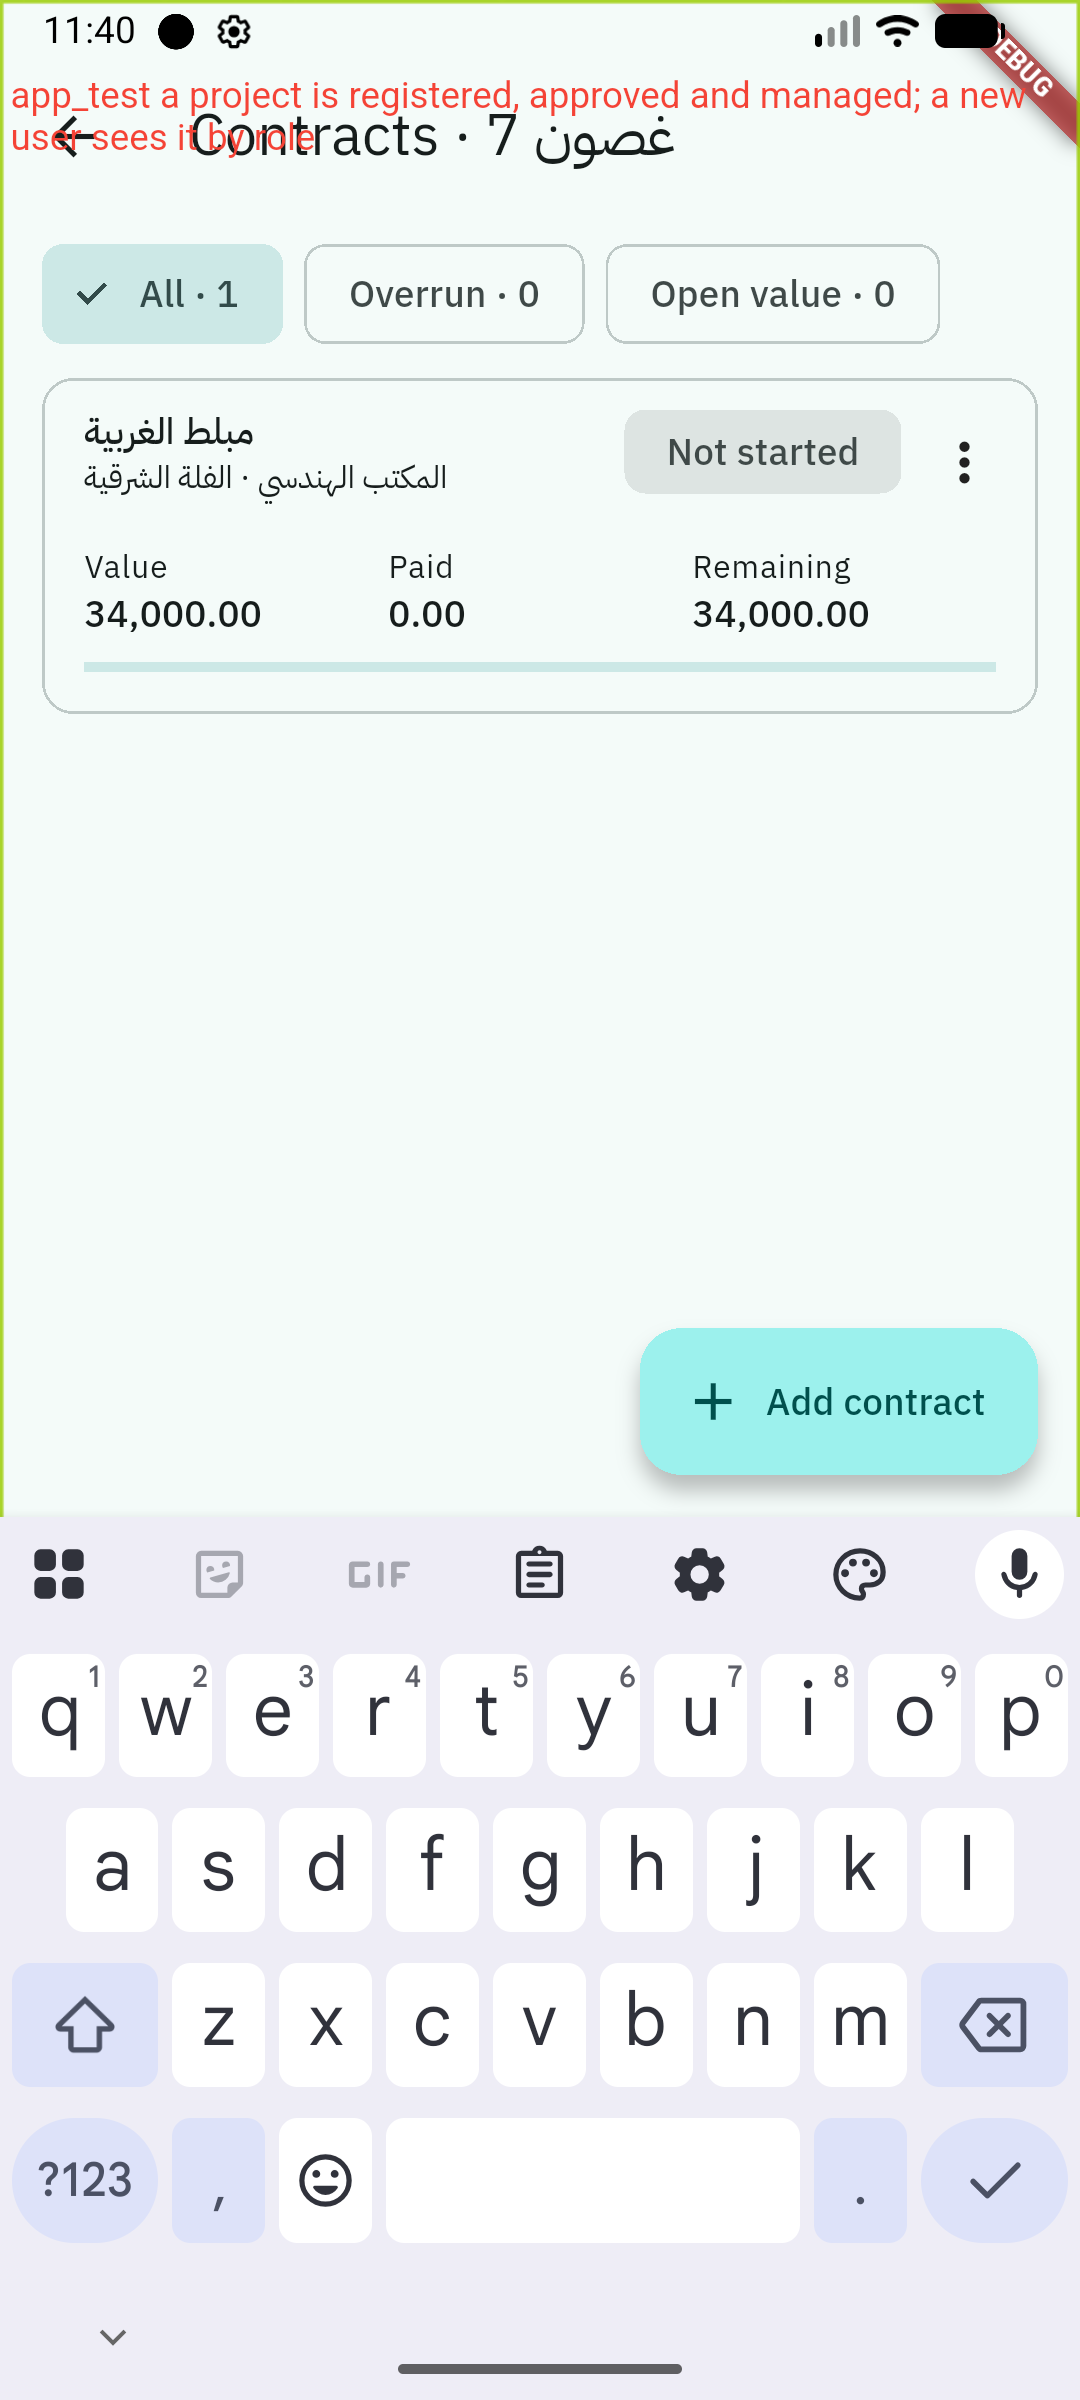 11:40
DEBUG
app_test a project is registered, approved and managed; a new
user sees it by role
Contracts · 7 غصون
All · 1
Overrun · 0
Open value · 0
مبلط الغربية
Not started
المكتب الهندسي · الفلة الشرقية
Value
Paid
Remaining
34,000.00
0.00
34,000.00
Add contract
GIF
q 1 w 2 e 3 r 4 t 5 y 6 u 7 i 8 o 9 p 0
a s d f g h j k l
z x c v b n m
?123 , .